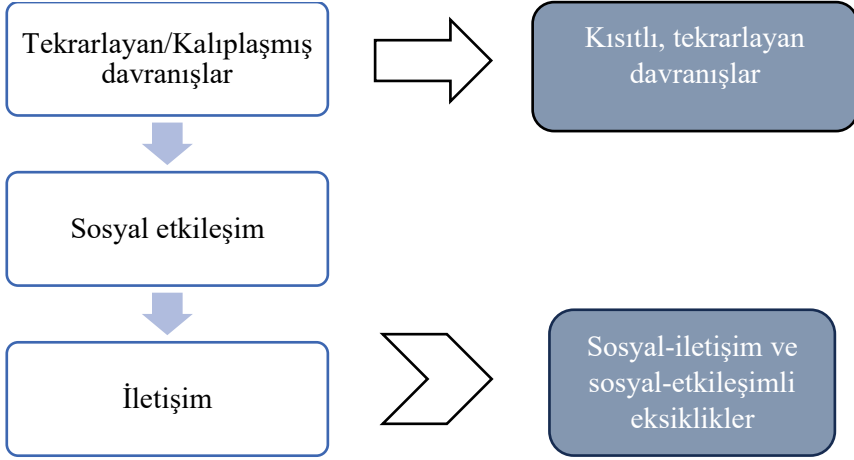 Tekrarlayan/Kalıplaşmış
davranışlar
Kısıtlı, tekrarlayan
davranışlar
Sosyal etkileşim
İletişim
Sosyal-iletişim ve
sosyal-etkileşimli
eksiklikler